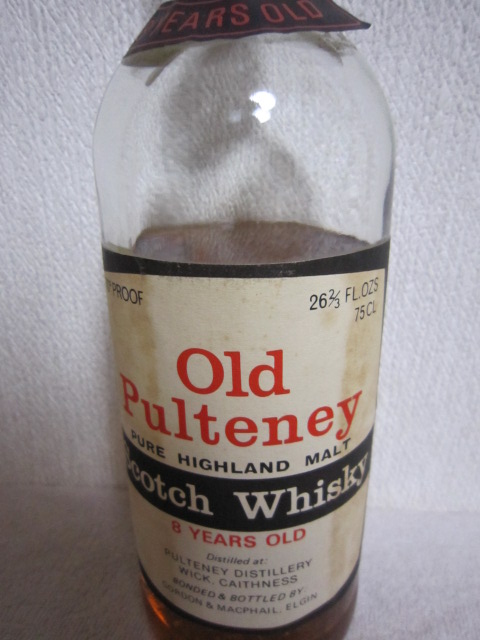 YEARS OLD
PROOF
26⅔ FL.OZS
75CL
Old
Pulteney
PURE HIGHLAND MALT
Scotch Whisky
8 YEARS OLD
Distilled at:
PULTENEY DISTILLERY
WICK, CAITHNESS
BONDED & BOTTLED BY
GORDON & MACPHAIL, ELGIN